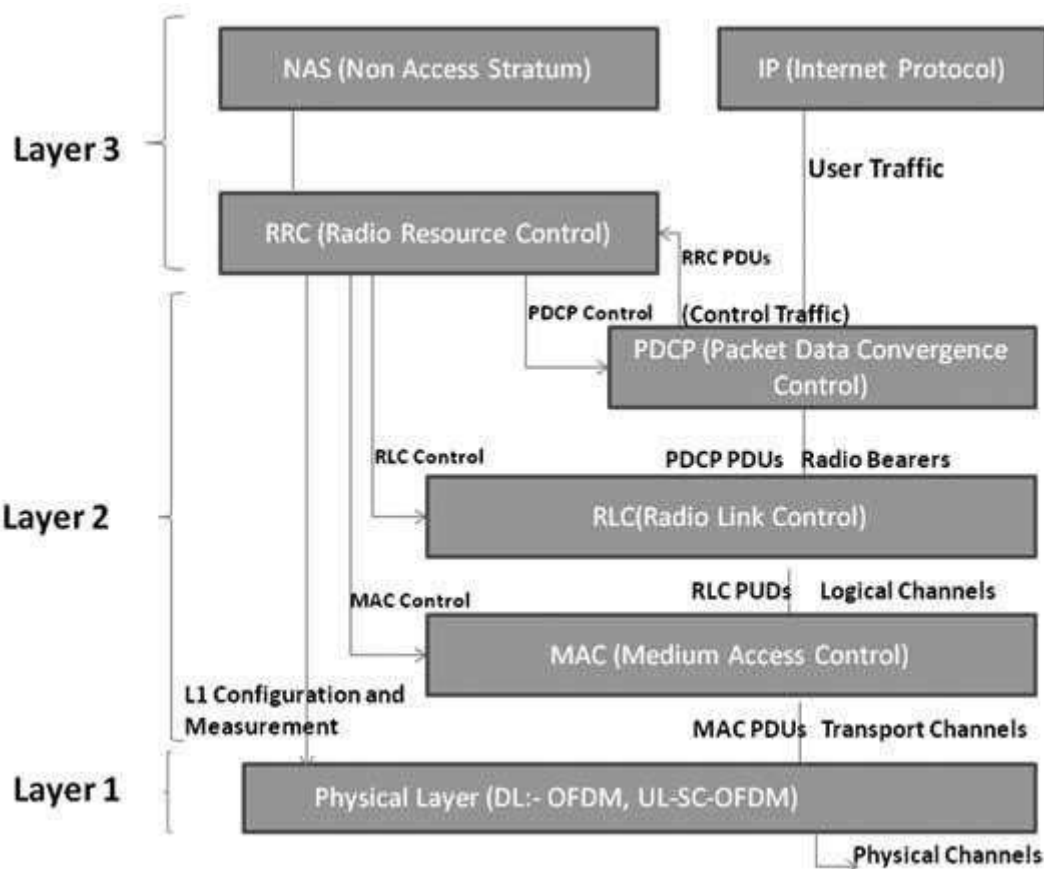 NAS (Non Access Stratum)
IP (Internet Protocol)
Layer 3
User Traffic
RRC (Radio Resource Control)
RRC PDUs
PDCP Control
(Control Traffic)
PDCP (Packet Data Convergence
Control)
RLC Control
PDCP PDUs Radio Bearers
Layer 2
RLC(Radio Link Control)
MAC Control
RLC PUDs Logical Channels
MAC (Medium Access Control)
L1 Configuration and
Measurement
MAC PDUs Transport Channels
Layer 1
Physical Layer (DL:- OFDM, UL-SC-OFDM)
Physical Channels